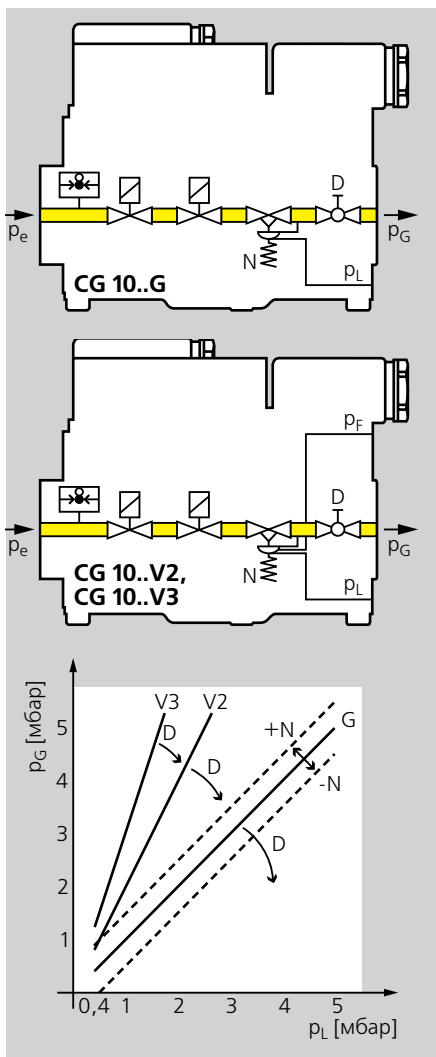 D
pe
pG
N
pL
CG 10..G
pF
D
pe
pG
N
pL
CG 10..V2,
CG 10..V3
pG [мбар]
V3 V2
D
D
+N
G
-N
D
5
4
3
2
1
0,4 1 2 3 4 5
pL [мбар]